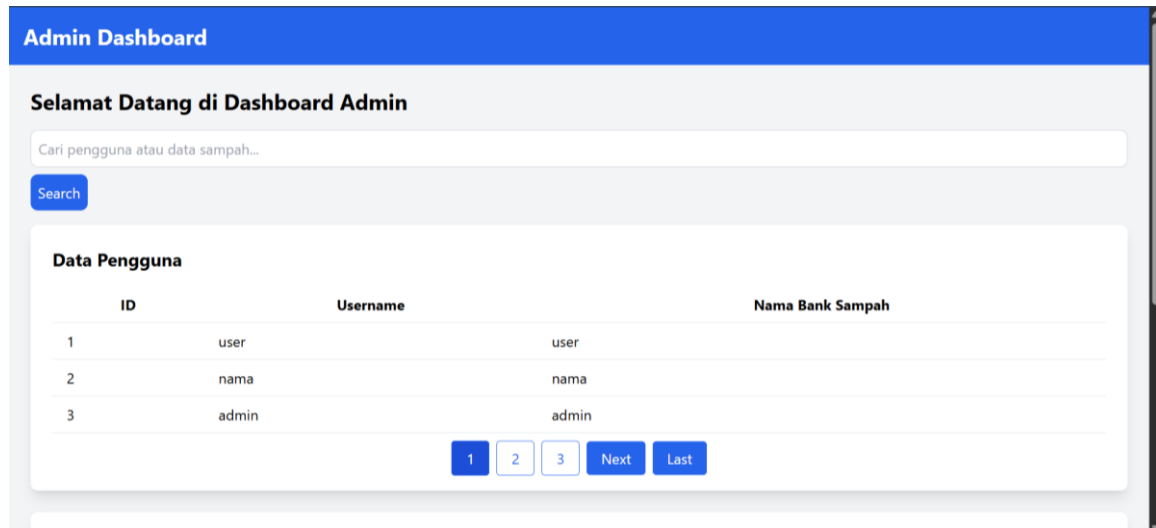 Admin Dashboard
Selamat Datang di Dashboard Admin
Cari pengguna atau data sampah...
Search
Data Pengguna
ID Username Nama Bank Sampah
1 user user
2 nama nama
3 admin admin
1 2 3 Next Last